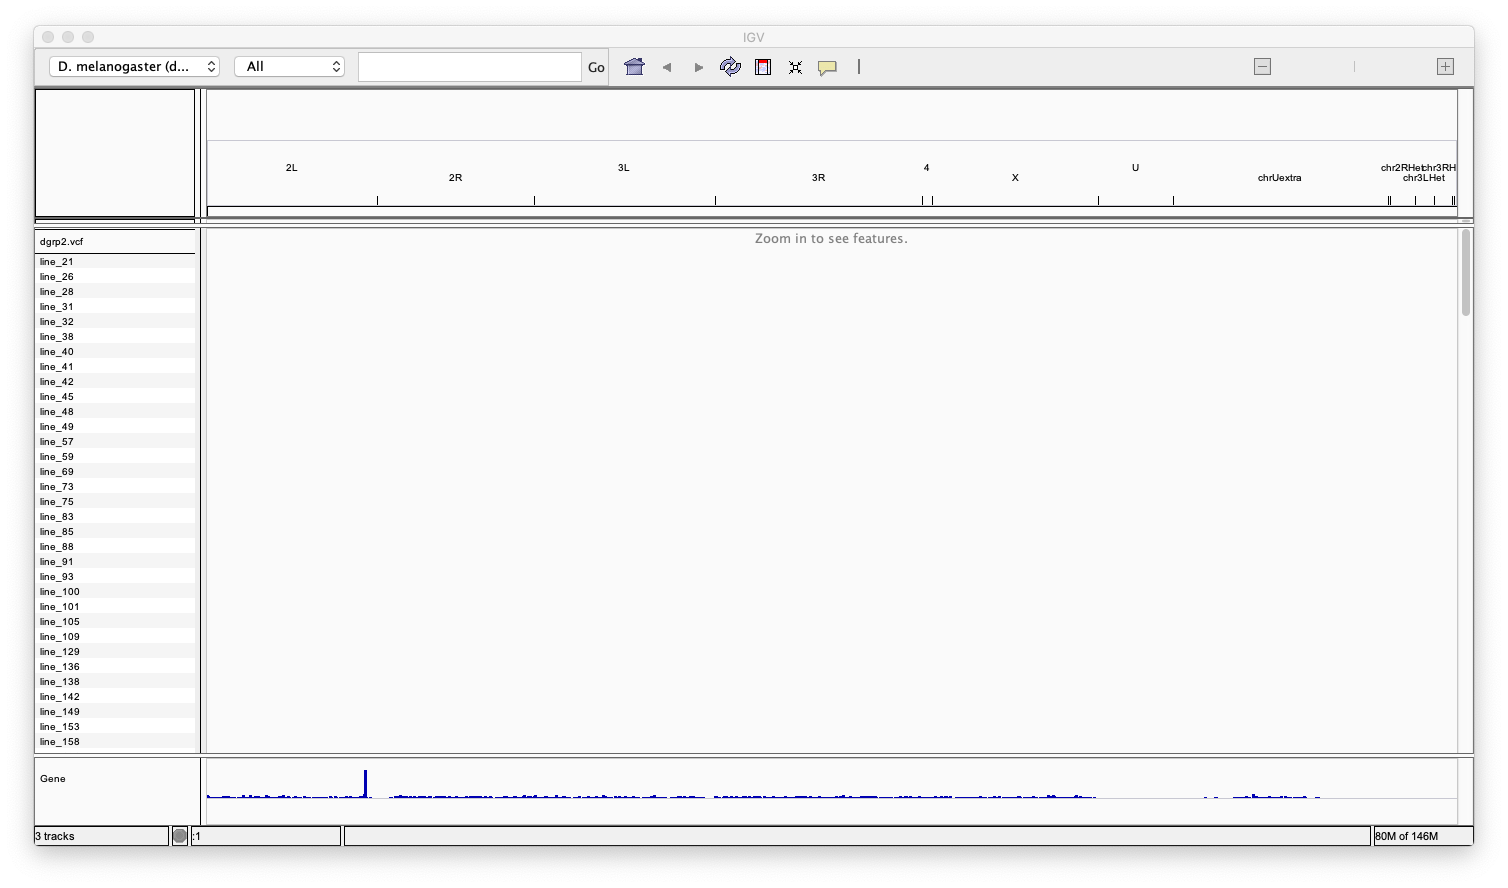 IGV
D. melanogaster (d... All Go
2L 3L 4 U chr2RHet chr3RH
2R 3R X chrUextra chr3LHet
dgrp2.vcf
Zoom in to see features.
line_21
line_26
line_28
line_31
line_32
line_38
line_40
line_41
line_42
line_45
line_48
line_49
line_57
line_59
line_69
line_73
line_75
line_83
line_85
line_88
line_91
line_93
line_100
line_101
line_105
line_109
line_129
line_136
line_138
line_142
line_149
line_153
line_158
Gene
3 tracks :1 80M of 146M